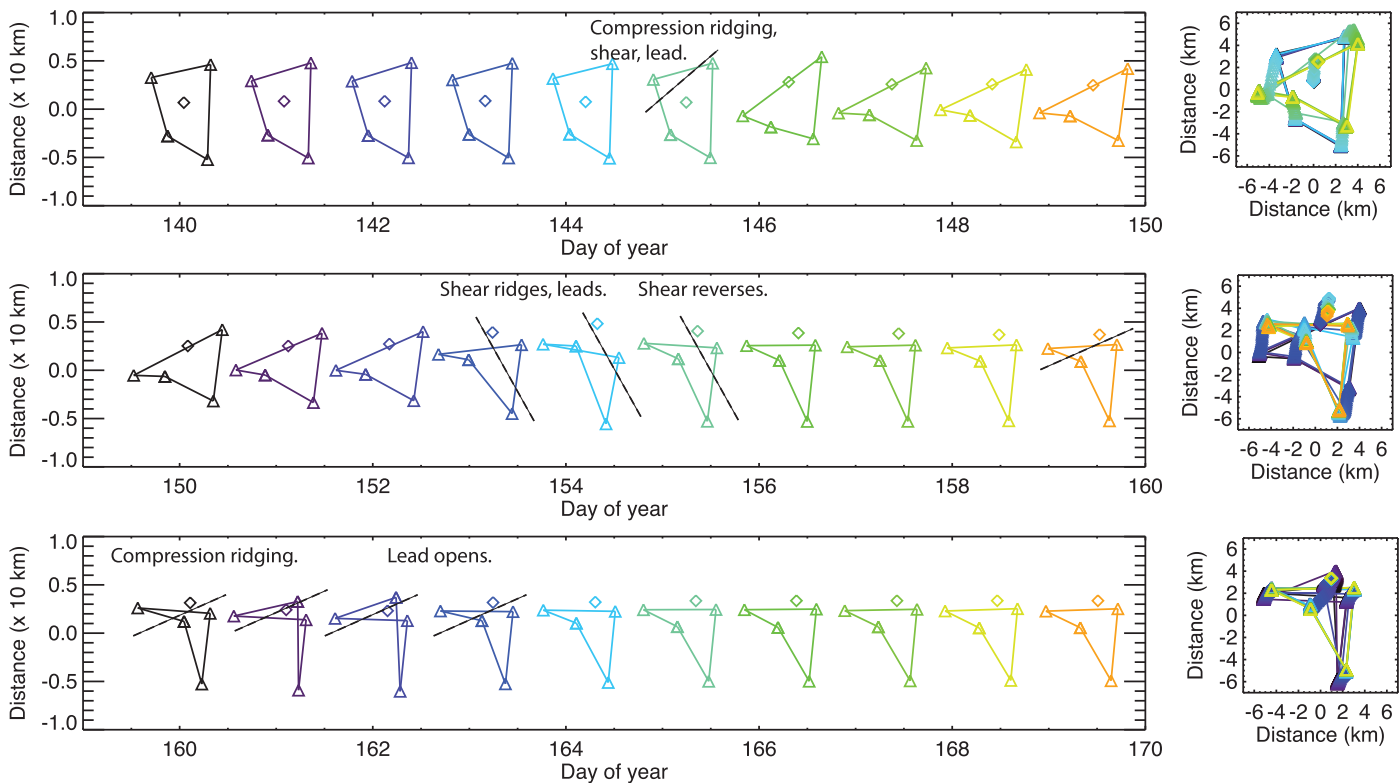 Compression ridging,
shear, lead.
1.0
0.5
0.0
-0.5
-1.0
Distance (x 10 km)
140 142 144 146 148 150
Day of year
6
4
2
0
-2
-4
-6
Distance (km)
-6 -4 -2 0 2 4 6
Distance (km)
Shear ridges, leads. Shear reverses.
1.0
0.5
0.0
-0.5
-1.0
Distance (x 10 km)
150 152 154 156 158 160
Day of year
6
4
2
0
-2
-4
-6
Distance (km)
-6 -4 -2 0 2 4 6
Distance (km)
Compression ridging. Lead opens.
1.0
0.5
0.0
-0.5
-1.0
Distance (x 10 km)
160 162 164 166 168 170
Day of year
6
4
2
0
-2
-4
-6
Distance (km)
-6 -4 -2 0 2 4 6
Distance (km)